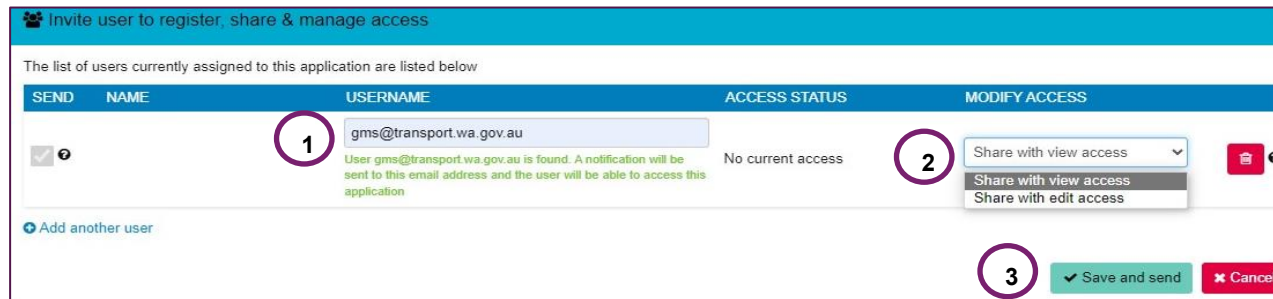 Invite user to register, share & manage access
The list of users currently assigned to this application are listed below
SEND NAME USERNAME ACCESS STATUS MODIFY ACCESS
1 gms@transport.wa.gov.au
User gms@transport.wa.gov.au is found. A notification will be
sent to this email address and the user will be able to access this
application
No current access
2 Share with view access
Share with view access
Share with edit access
Add another user
3 Save and send Cance